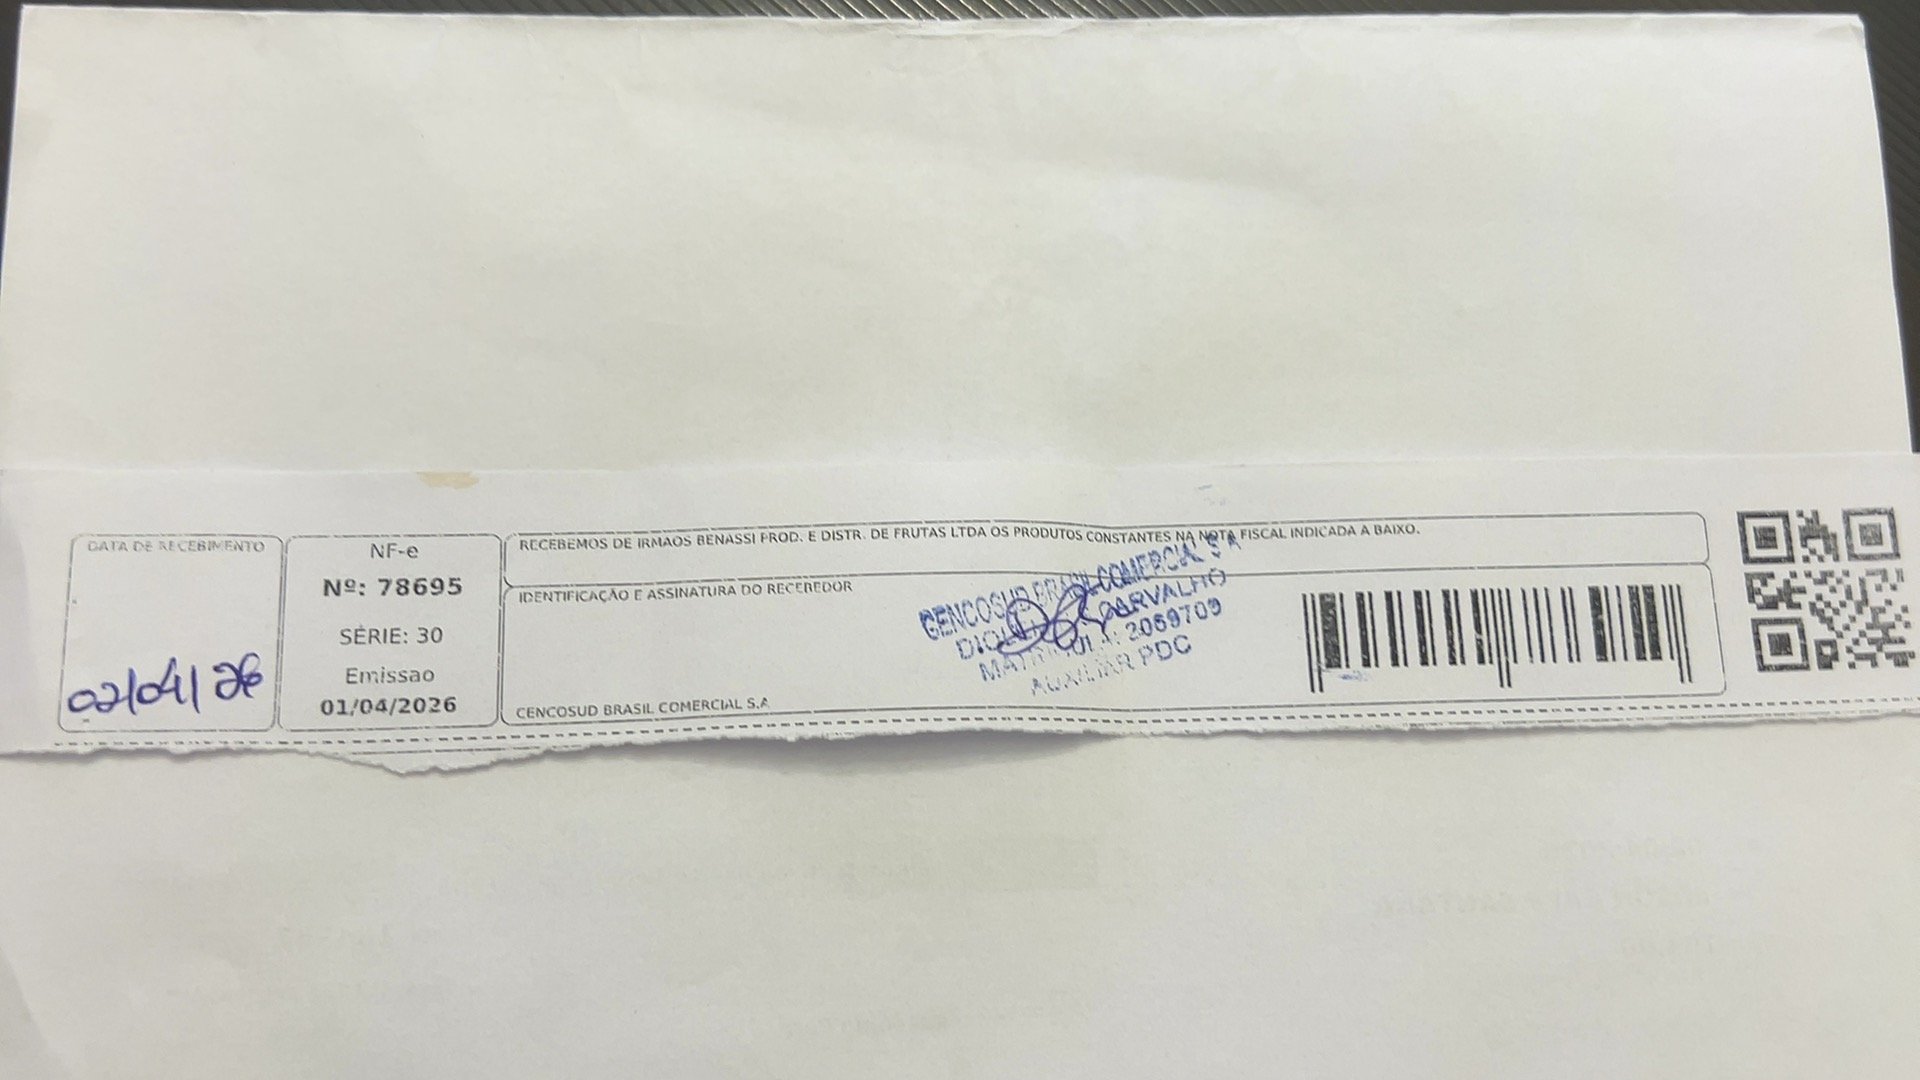 DATA DE RECEBIMENTO
02/04/26
NF-e
Nº: 78695
SÉRIE: 30
Emissao
01/04/2026
RECEBEMOS DE IRMAOS BENASSI PROD. E DISTR. DE FRUTAS LTDA OS PRODUTOS CONSTANTES NA NOTA FISCAL INDICADA A BAIXO.
IDENTIFICAÇÃO E ASSINATURA DO RECEBEDOR
CENCOSUD BRASIL COMERCIAL S A
CARVALHO
MATRICULA: 2069709
AUXILIAR PDC
CENCOSUD BRASIL COMERCIAL S.A